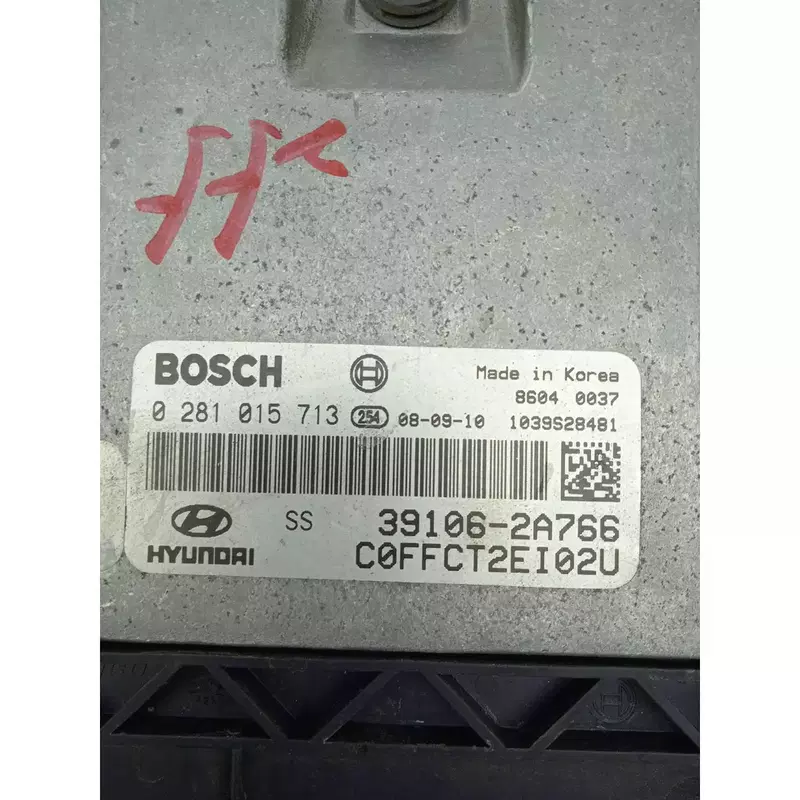 BOSCH Made in Korea
8604 0037
0 281 015 713 254 08-09-10 1039S28481
HYUNDAI SS 39106-2A766
C0FFCT2EI02U